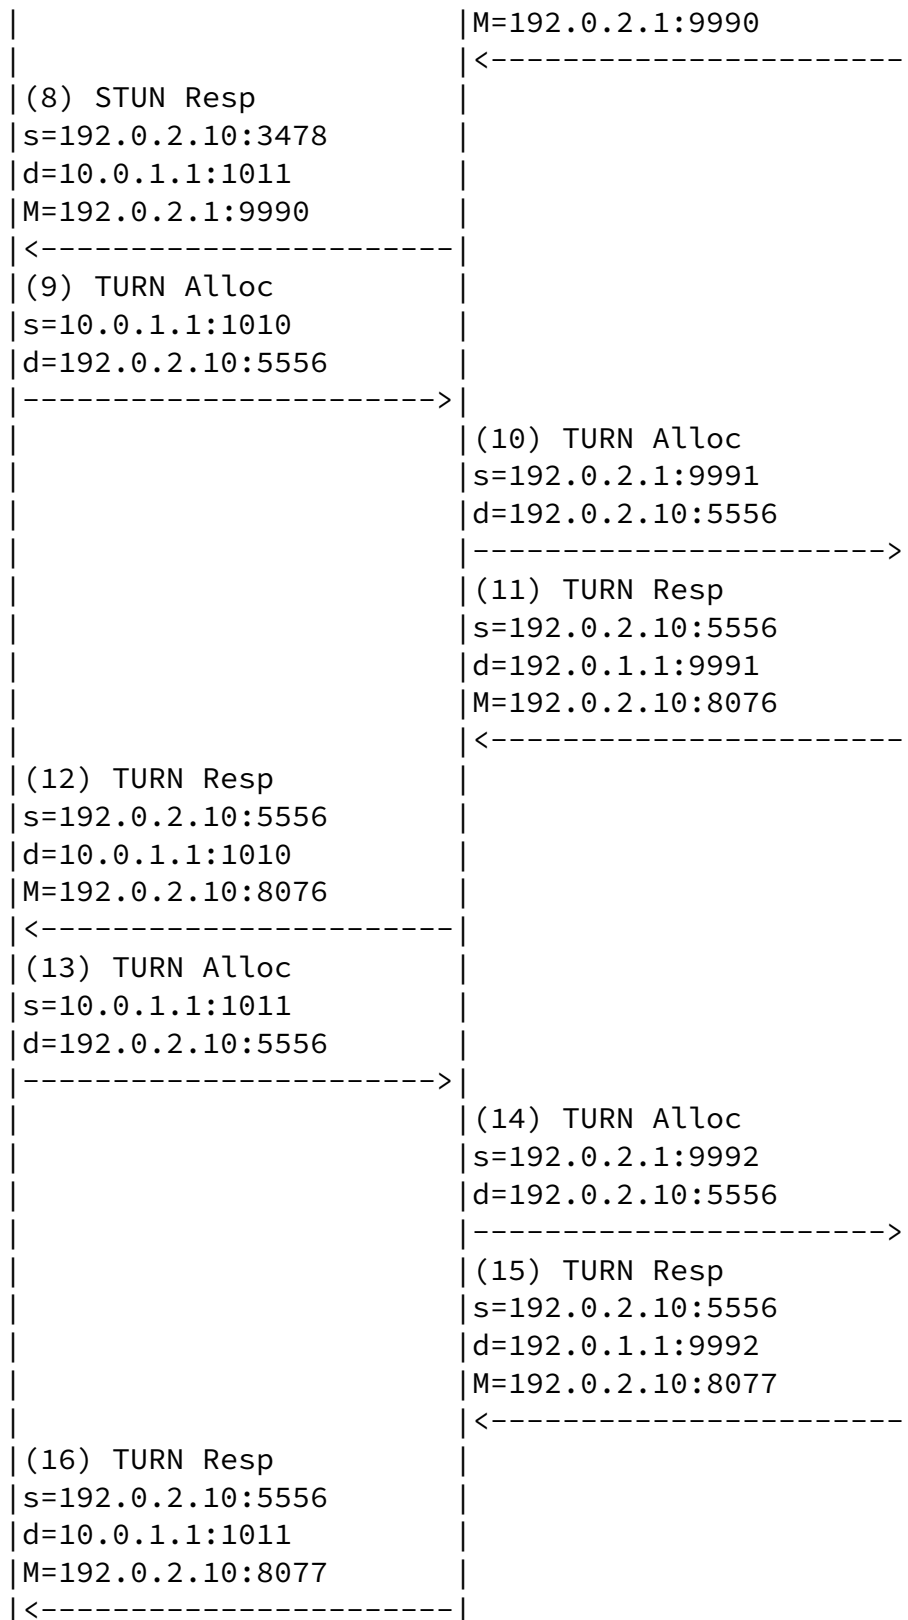 |                       |M=192.0.2.1:9990
|                       |<-----------------------
|(8) STUN Resp          |
|s=192.0.2.10:3478      |
|d=10.0.1.1:1011        |
|M=192.0.2.1:9990       |
|<----------------------|
|(9) TURN Alloc         |
|s=10.0.1.1:1010        |
|d=192.0.2.10:5556      |
|---------------------->|
|                       |(10) TURN Alloc
|                       |s=192.0.2.1:9991
|                       |d=192.0.2.10:5556
|                       |----------------------->
|                       |(11) TURN Resp
|                       |s=192.0.2.10:5556
|                       |d=192.0.1.1:9991
|                       |M=192.0.2.10:8076
|                       |<-----------------------
|(12) TURN Resp         |
|s=192.0.2.10:5556      |
|d=10.0.1.1:1010        |
|M=192.0.2.10:8076      |
|<----------------------|
|(13) TURN Alloc        |
|s=10.0.1.1:1011        |
|d=192.0.2.10:5556      |
|---------------------->|
|                       |(14) TURN Alloc
|                       |s=192.0.2.1:9992
|                       |d=192.0.2.10:5556
|                       |----------------------->
|                       |(15) TURN Resp
|                       |s=192.0.2.10:5556
|                       |d=192.0.1.1:9992
|                       |M=192.0.2.10:8077
|                       |<-----------------------
|(16) TURN Resp         |
|s=192.0.2.10:5556      |
|d=10.0.1.1:1011        |
|M=192.0.2.10:8077      |
|<----------------------|